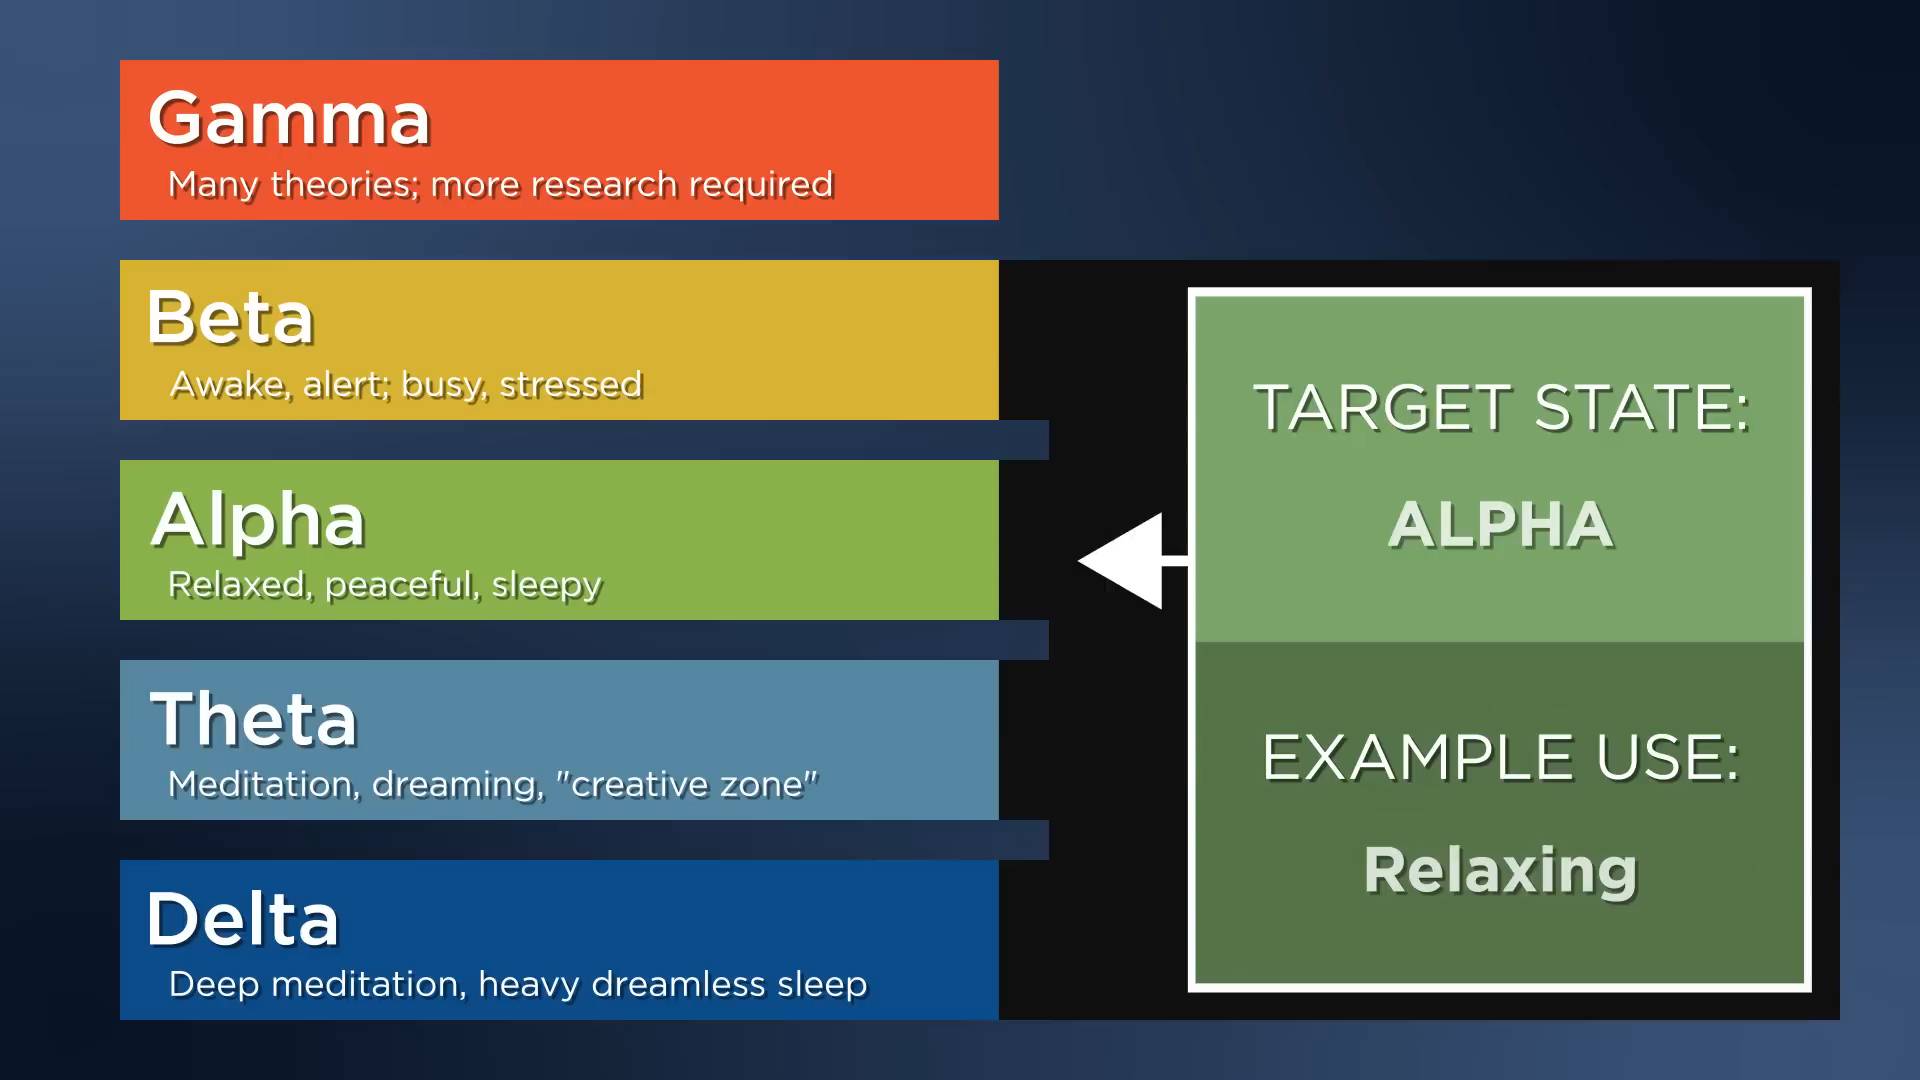 Gamma
Many theories; more research required
Beta
Awake, alert; busy, stressed
Alpha
Relaxed, peaceful, sleepy
Theta
Meditation, dreaming, "creative zone"
Delta
Deep meditation, heavy dreamless sleep
TARGET STATE:
ALPHA
EXAMPLE USE:
Relaxing